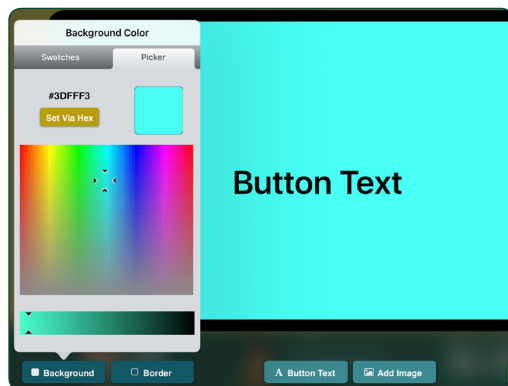 Background Color
Swatches
Picker
#3DFFF3
Set Via Hex
Button Text
Background
Border
Button Text
Add Image